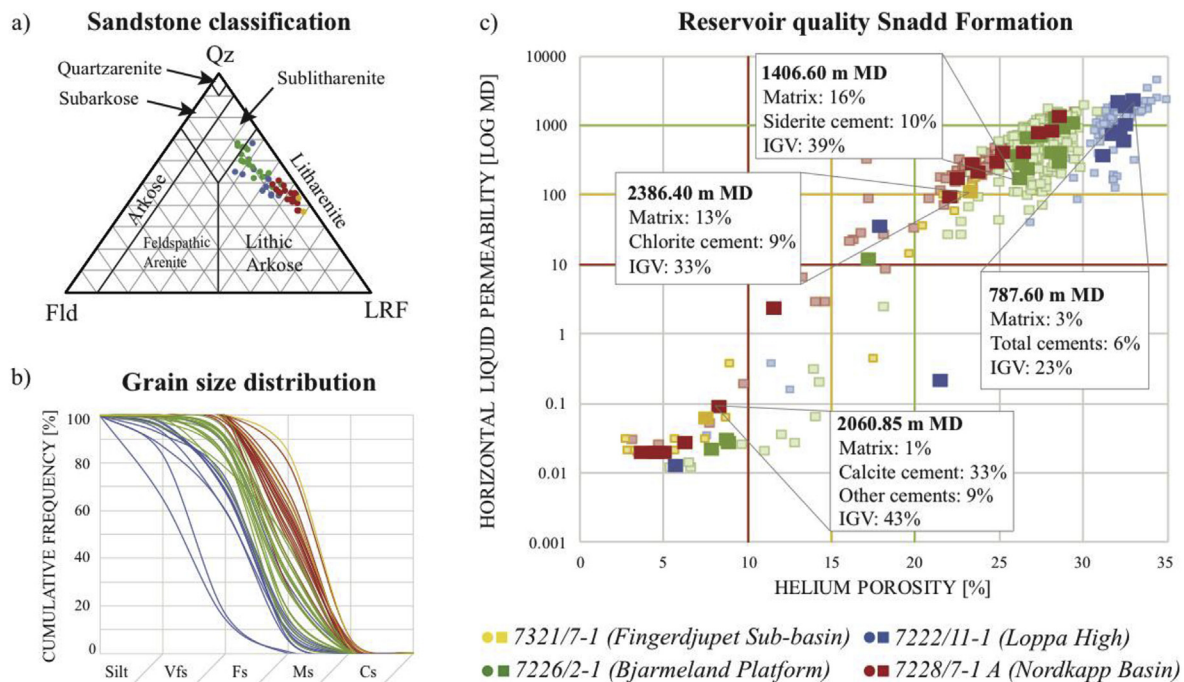 a) Sandstone classification
Qz
Quartzarenite
Subarkose
Sublitharenite
Arkose
Litharenite
Feldspathic
Arenite
Lithic
Arkose
Fld
LRF
b) Grain size distribution
CUMULATIVE FREQUENCY [%]
100
80
60
40
20
0
Silt Vfs Fs Ms Cs
c) Reservoir quality Snadd Formation
HORIZONTAL LIQUID PERMEABILITY [LOG MD]
10000
1000
100
10
1
0.1
0.01
0.001
1406.60 m MD
Matrix: 16%
Siderite cement: 10%
IGV: 39%
2386.40 m MD
Matrix: 13%
Chlorite cement: 9%
IGV: 33%
787.60 m MD
Matrix: 3%
Total cements: 6%
IGV: 23%
2060.85 m MD
Matrix: 1%
Calcite cement: 33%
Other cements: 9%
IGV: 43%
0 5 10 15 20 25 30 35
HELIUM POROSITY [%]
7321/7-1 (Fingerdjupet Sub-basin) 7222/11-1 (Loppa High)
7226/2-1 (Bjarmeland Platform) 7228/7-1 A (Nordkapp Basin)